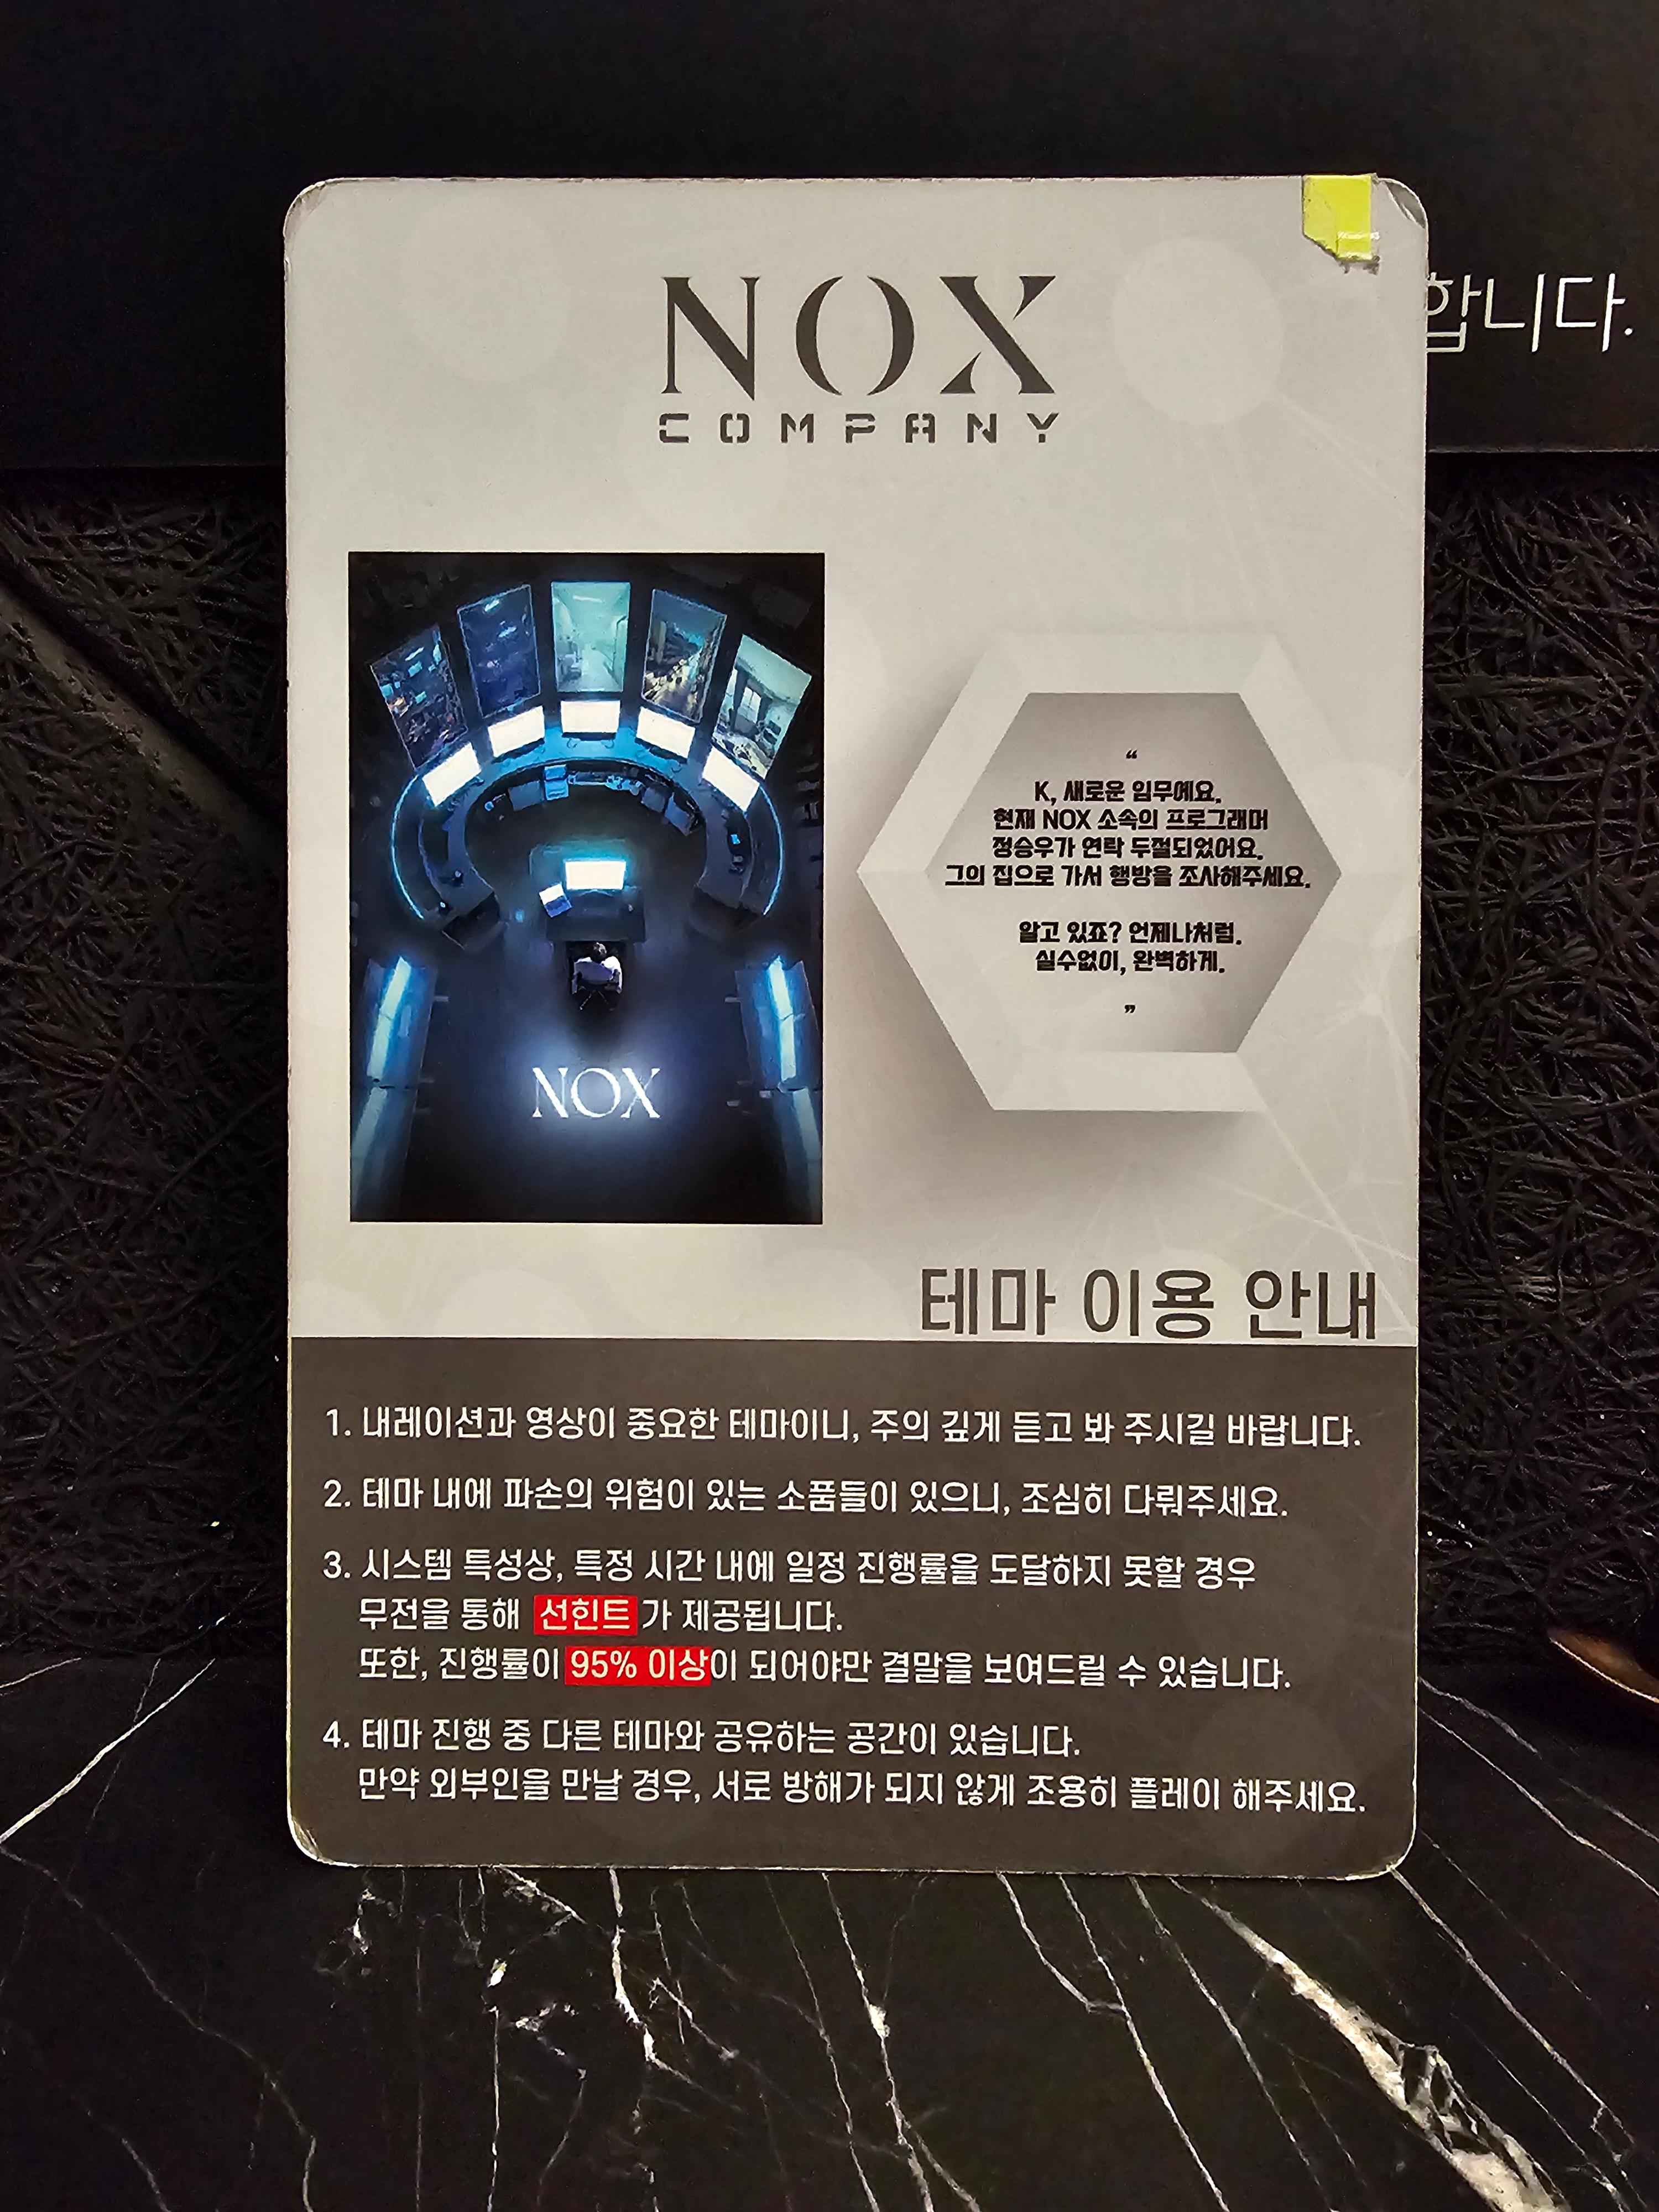 합니다.
NOX
COMPANY
“
K, 새로운 임무예요.
현재 NOX 소속의 프로그래머
정승우가 연락 두절되었어요.
그의 집으로 가서 행방을 조사해주세요.
알고 있죠? 언제나처럼.
실수없이, 완벽하게.
”
NOX
테마 이용 안내
1. 내레이션과 영상이 중요한 테마이니, 주의 깊게 듣고 봐 주시길 바랍니다.
2. 테마 내에 파손의 위험이 있는 소품들이 있으니, 조심히 다뤄주세요.
3. 시스템 특성상, 특정 시간 내에 일정 진행률을 도달하지 못할 경우
무전을 통해 선힌트가 제공됩니다.
또한, 진행률이 95% 이상이 되어야만 결말을 보여드릴 수 있습니다.
4. 테마 진행 중 다른 테마와 공유하는 공간이 있습니다.
만약 외부인을 만날 경우, 서로 방해가 되지 않게 조용히 플레이 해주세요.